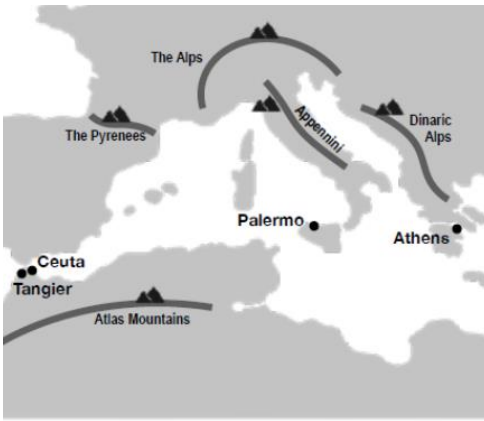 The Alps
The Pyrenees
Appennini
Dinaric
Alps
Palermo
Athens
Ceuta
Tangier
Atlas Mountains